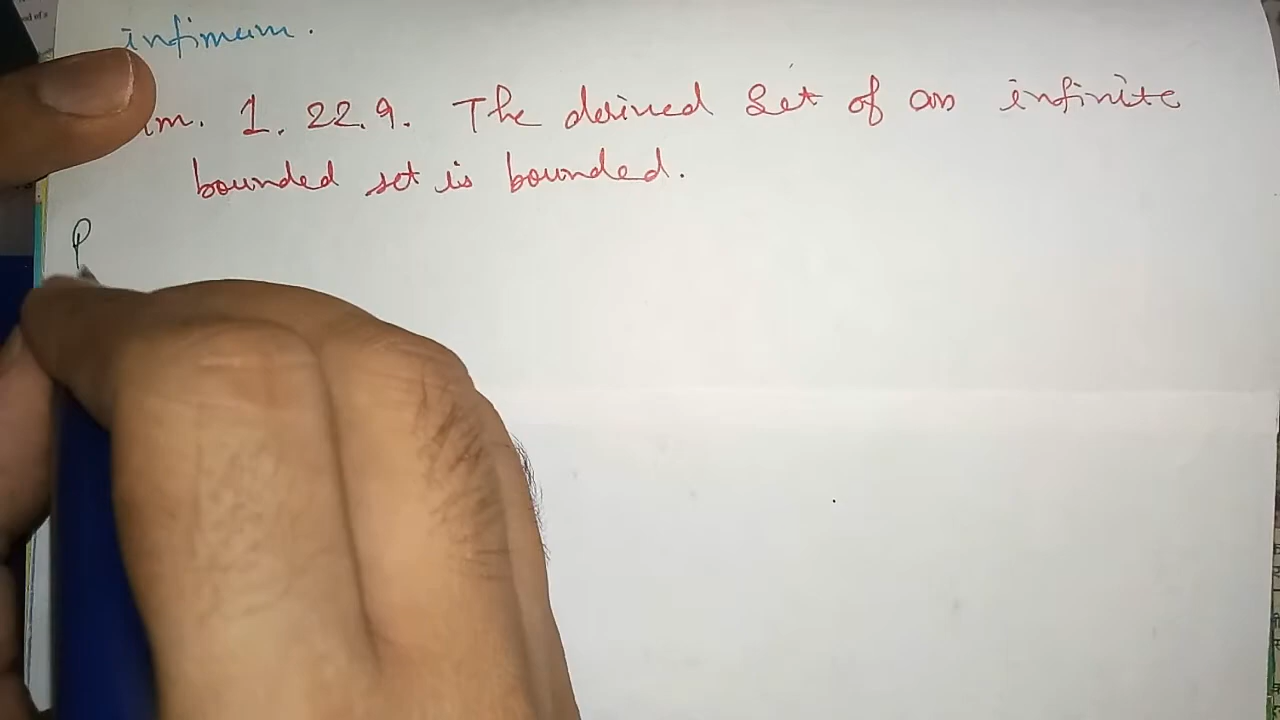 infimum.
m. 1.22.9. The derived Set of an infinite
bounded set is bounded.
P